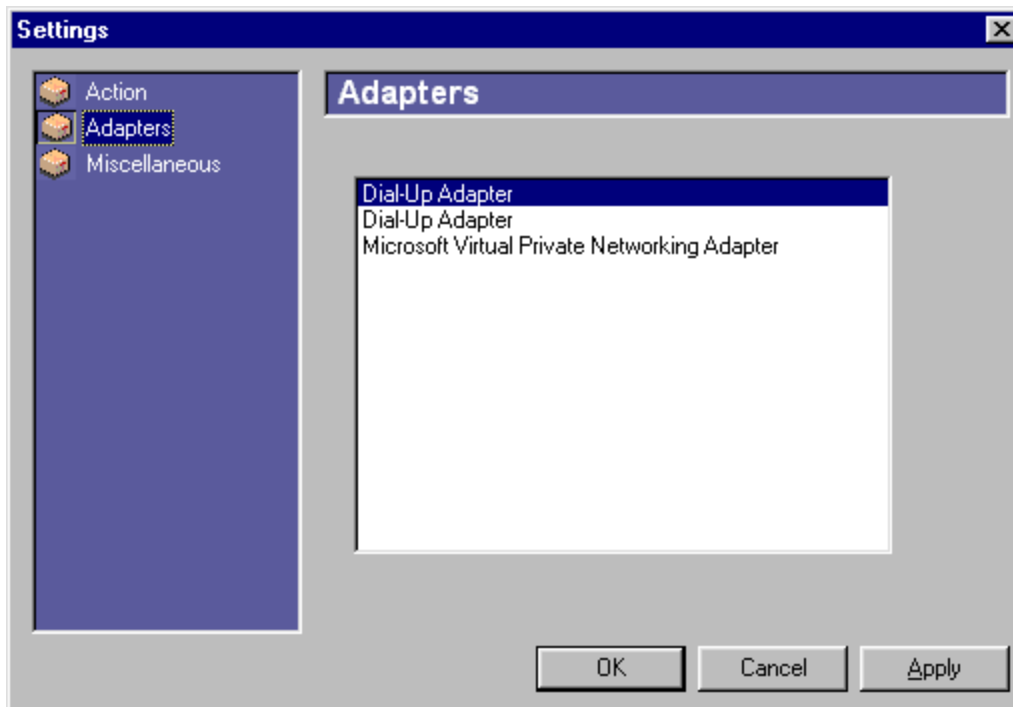 Settings
Action
Adapters
Miscellaneous
Adapters
Dial-Up Adapter
Dial-Up Adapter
Microsoft Virtual Private Networking Adapter
OK
Cancel
Apply